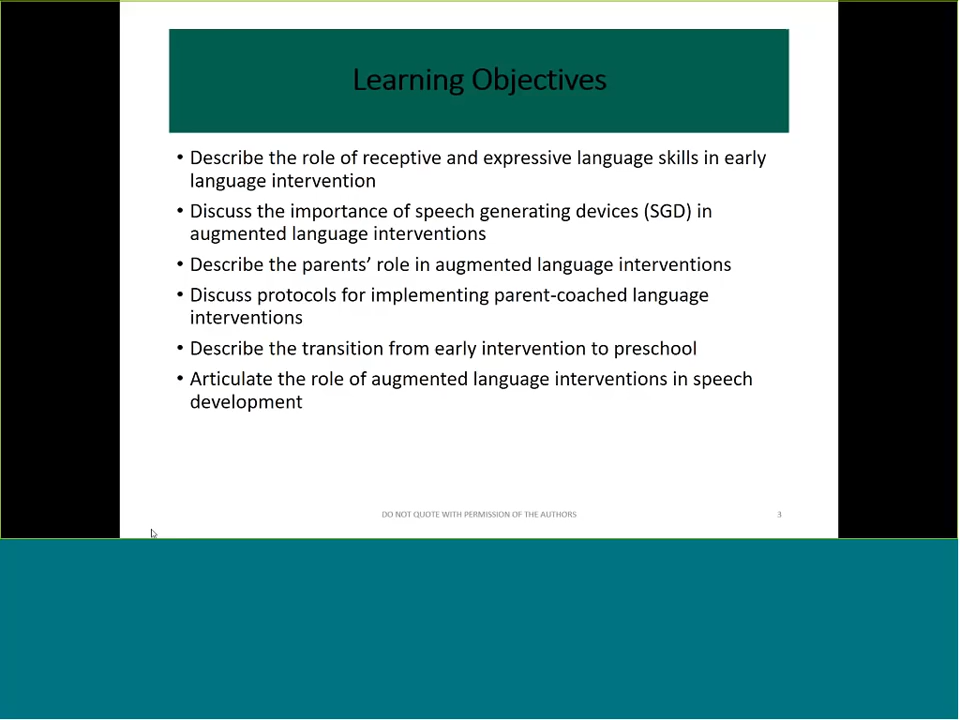 Learning Objectives
• Describe the role of receptive and expressive language skills in early
language intervention
• Discuss the importance of speech generating devices (SGD) in
augmented language interventions
• Describe the parents’ role in augmented language interventions
• Discuss protocols for implementing parent-coached language
interventions
• Describe the transition from early intervention to preschool
• Articulate the role of augmented language interventions in speech
development
DO NOT QUOTE WITH PERMISSION OF THE AUTHORS
3